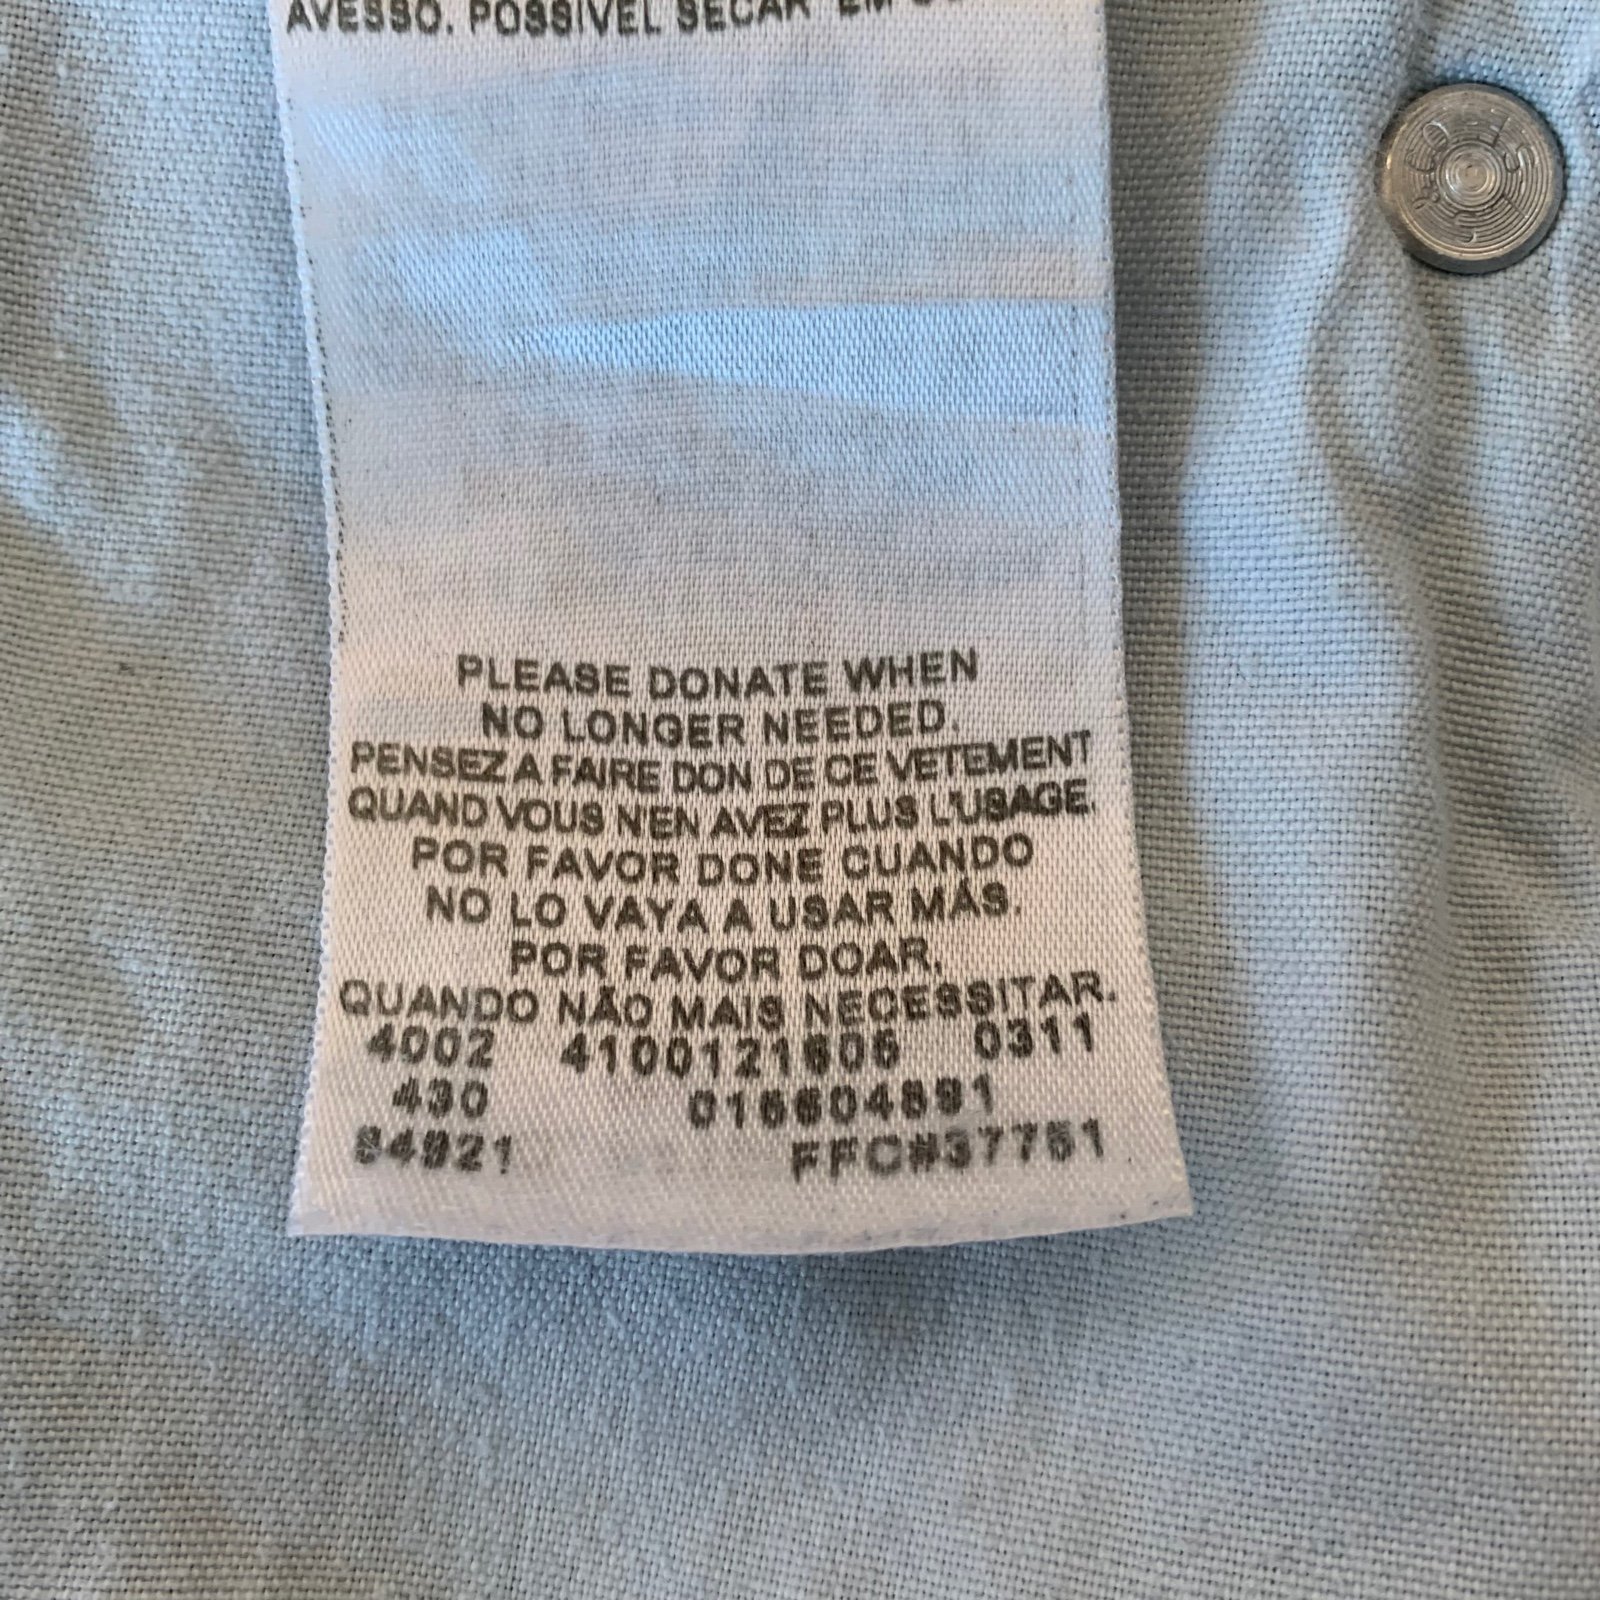 AVESSO. POSSÍVEL SECAR EM
PLEASE DONATE WHEN
NO LONGER NEEDED.
PENSEZ A FAIRE DON DE CE VETEMENT
QUAND VOUS N'EN AVEZ PLUS L'USAGE.
POR FAVOR DONE CUANDO
NO LO VAYA A USAR MÁS.
POR FAVOR DOAR,
QUANDO NÃO MAIS NECESSITAR.
4002 4100121606 0311
430 016604891
FFC#37751